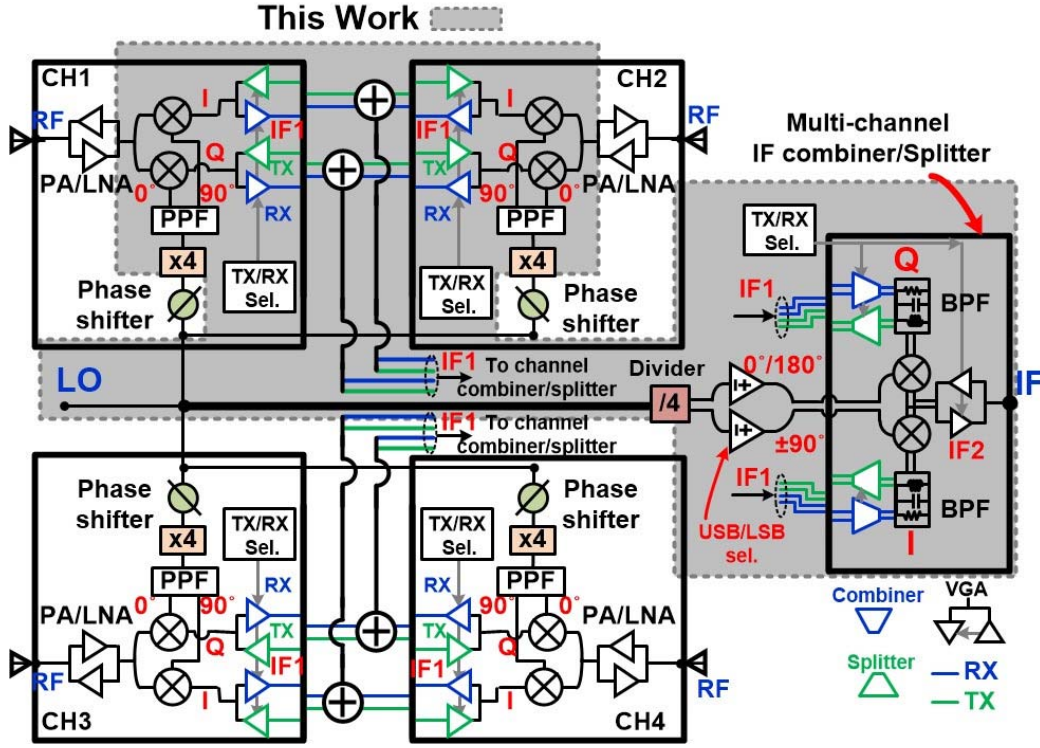 This Work
CH1
RF
PA/LNA
I
IF1
Q
TX
RX
0°
90°
PPF
x4
TX/RX
Sel.
Phase
shifter
CH2
RF
PA/LNA
I
IF1
Q
TX
RX
90°
0°
PPF
x4
TX/RX
Sel.
Phase
shifter
Multi-channel
IF combiner/Splitter
TX/RX
Sel.
Q
IF1
BPF
LO
IF1 To channel
combiner/splitter
IF1 To channel
combiner/splitter
Divider
/4
0°/180°
±90°
USB/LSB
sel.
IF
IF2
IF1
BPF
I
Phase
shifter
x4
TX/RX
Sel.
PPF
0°
90°
RX
PA/LNA
TX
Q
IF1
I
RF
CH3
TX/RX
Sel.
x4
Phase
shifter
PPF
RX
90°
0°
PA/LNA
TX
Q
IF1
I
RF
CH4
Combiner
VGA
Splitter
RX
TX